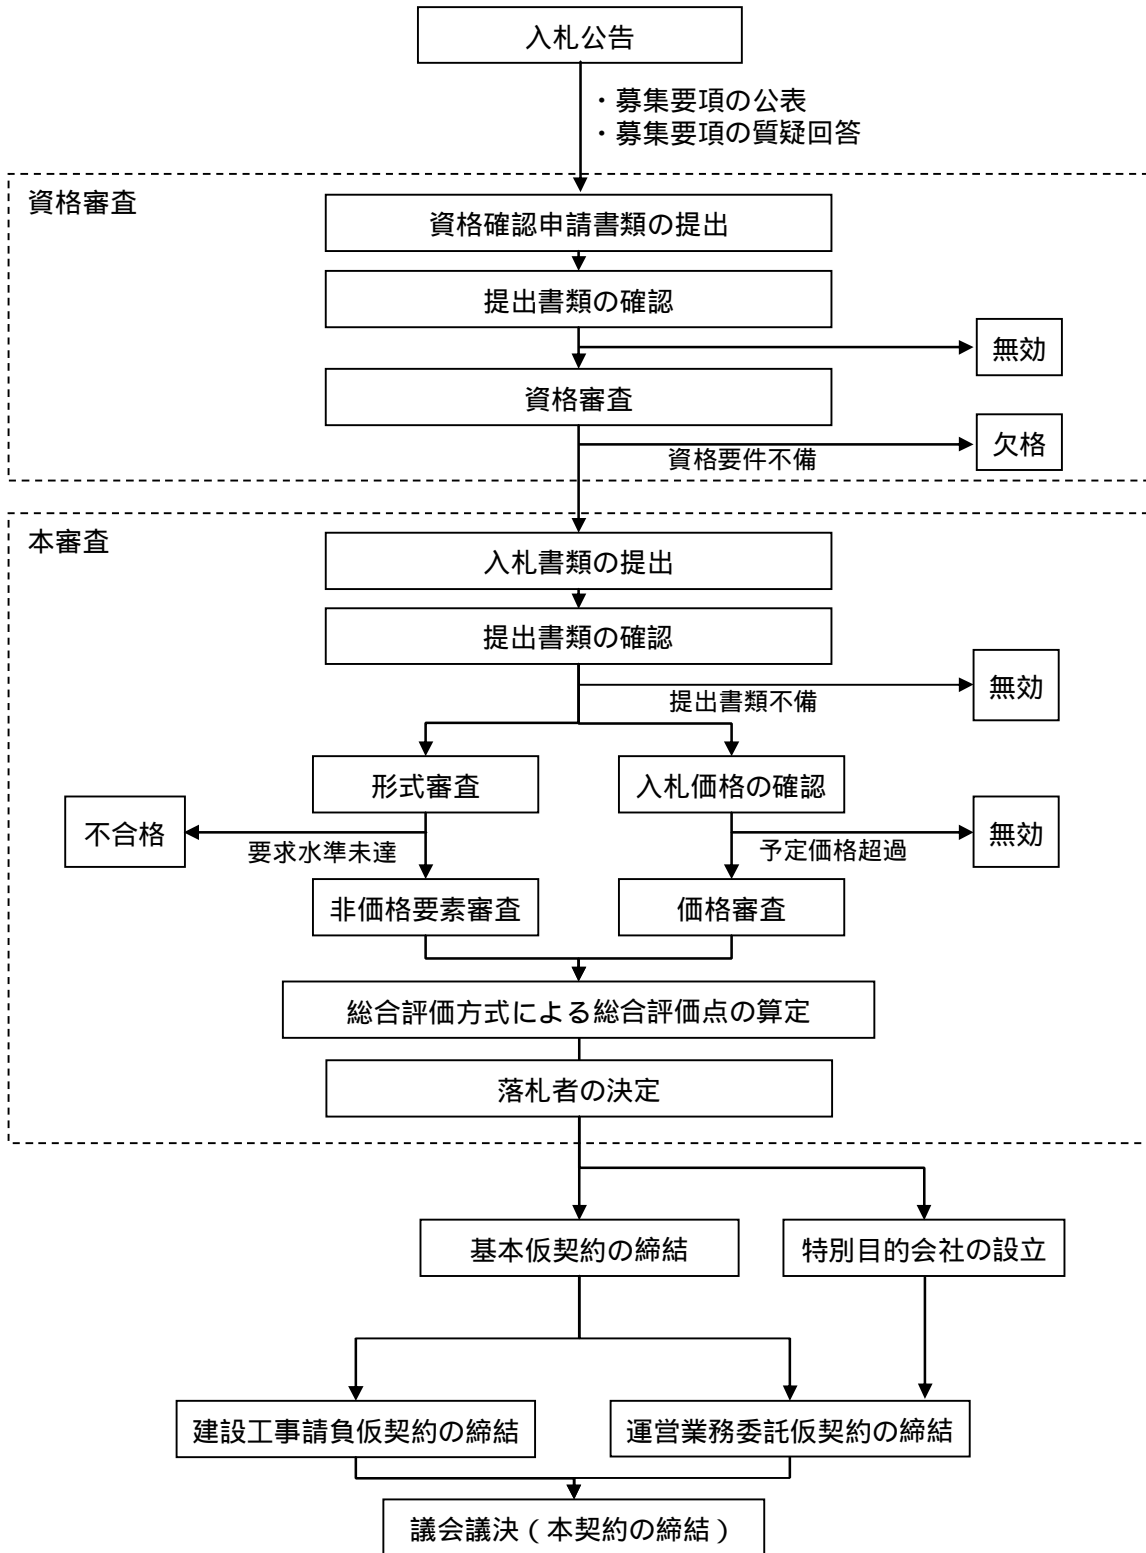 入札公告
・募集要項の公表
・募集要項の質疑回答
資格審査
資格確認申請書類の提出
提出書類の確認
無効
資格審査
欠格
資格要件不備
本審査
入札書類の提出
提出書類の確認
無効
提出書類不備
形式審査
入札価格の確認
不合格
要求水準未達
予定価格超過
無効
非価格要素審査
価格審査
総合評価方式による総合評価点の算定
落札者の決定
基本仮契約の締結
特別目的会社の設立
建設工事請負仮契約の締結
運営業務委託仮契約の締結
議会議決（本契約の締結）